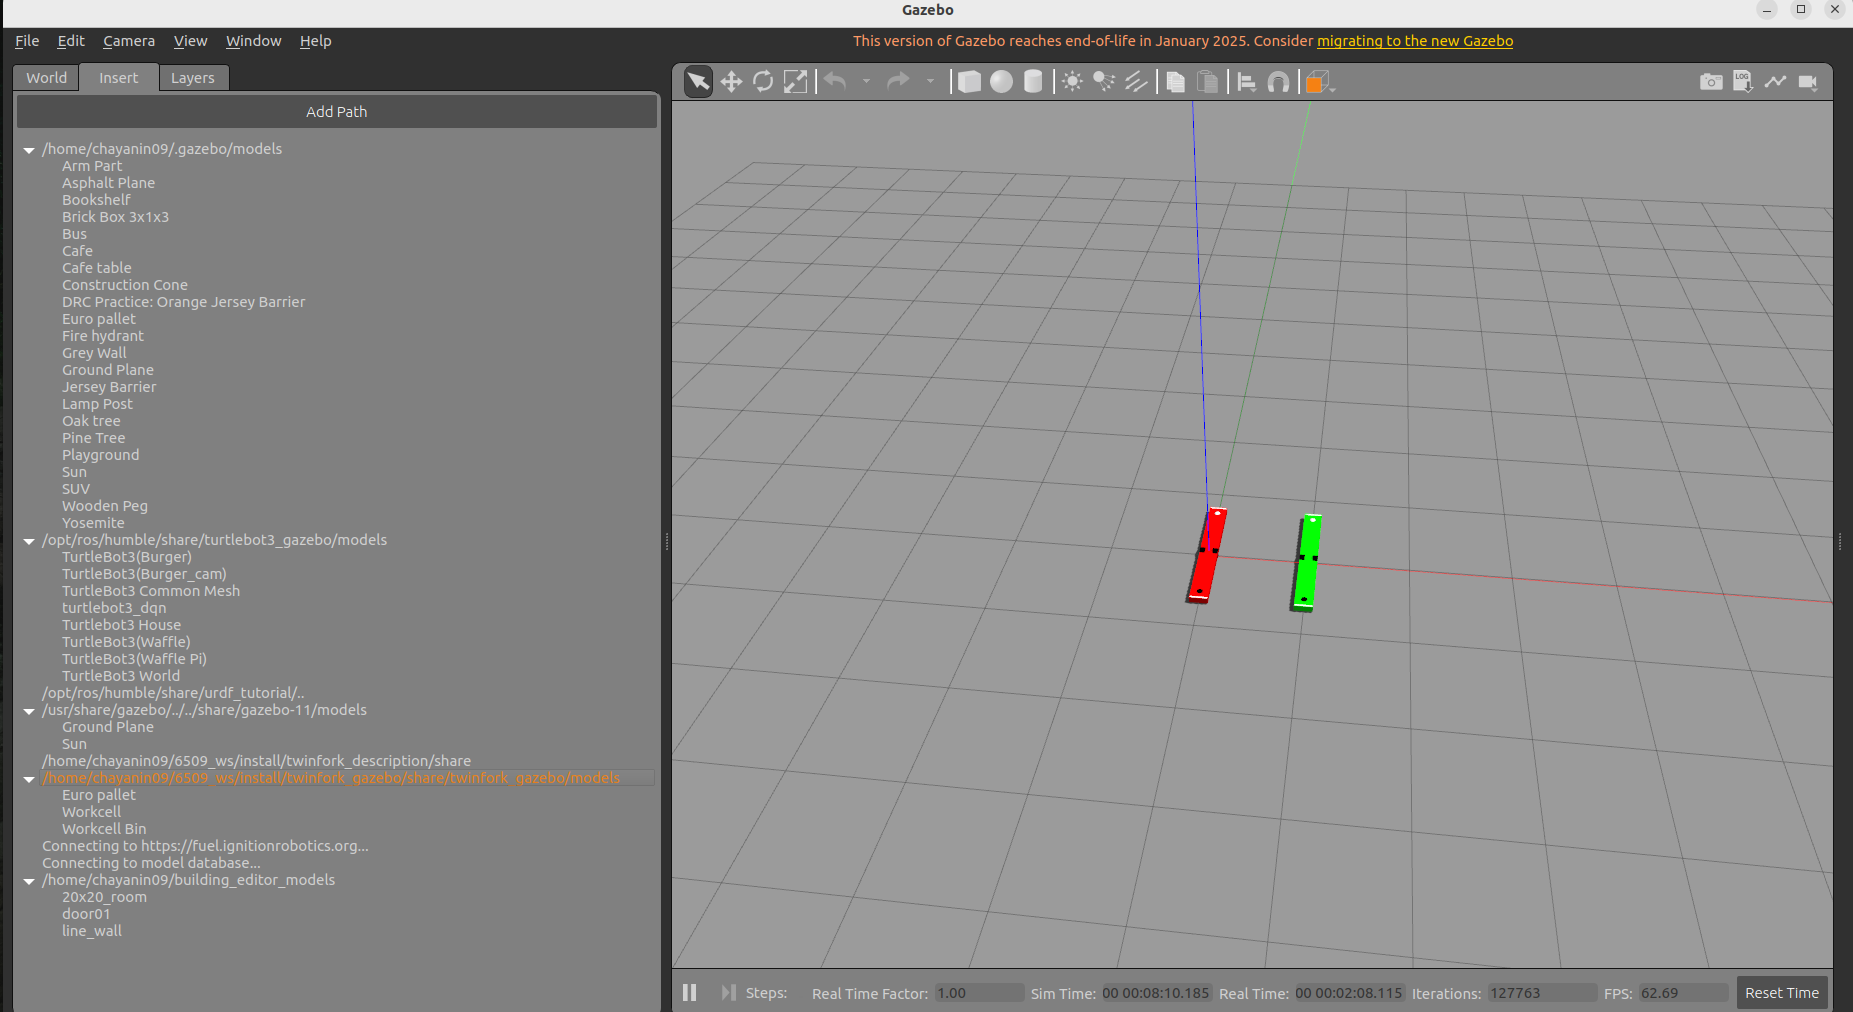 Gazebo
File Edit Camera View Window Help
This version of Gazebo reaches end-of-life in January 2025. Consider migrating to the new Gazebo
World Insert Layers
Add Path
/home/chayanin09/.gazebo/models
Arm Part
Asphalt Plane
Bookshelf
Brick Box 3x1x3
Bus
Cafe
Cafe table
Construction Cone
DRC Practice: Orange Jersey Barrier
Euro pallet
Fire hydrant
Grey Wall
Ground Plane
Jersey Barrier
Lamp Post
Oak tree
Pine Tree
Playground
Sun
SUV
Wooden Peg
Yosemite
/opt/ros/humble/share/turtlebot3_gazebo/models
TurtleBot3(Burger)
TurtleBot3(Burger_cam)
TurtleBot3 Common Mesh
turtlebot3_dqn
Turtlebot3 House
TurtleBot3(Waffle)
TurtleBot3(Waffle Pi)
TurtleBot3 World
/opt/ros/humble/share/urdf_tutorial/..
/usr/share/gazebo/../../share/gazebo-11/models
Ground Plane
Sun
/home/chayanin09/6509_ws/install/twinfork_description/share
/home/chayanin09/6509_ws/install/twinfork_gazebo/share/twinfork_gazebo/models
Euro pallet
Workcell
Workcell Bin
Connecting to https://fuel.ignitionrobotics.org...
Connecting to model database...
/home/chayanin09/building_editor_models
20x20_room
door01
line_wall
LOG
Steps: Real Time Factor: 1.00 Sim Time: 00 00:08:10.185 Real Time: 00 00:02:08.115 Iterations: 127763 FPS: 62.69 Reset Time